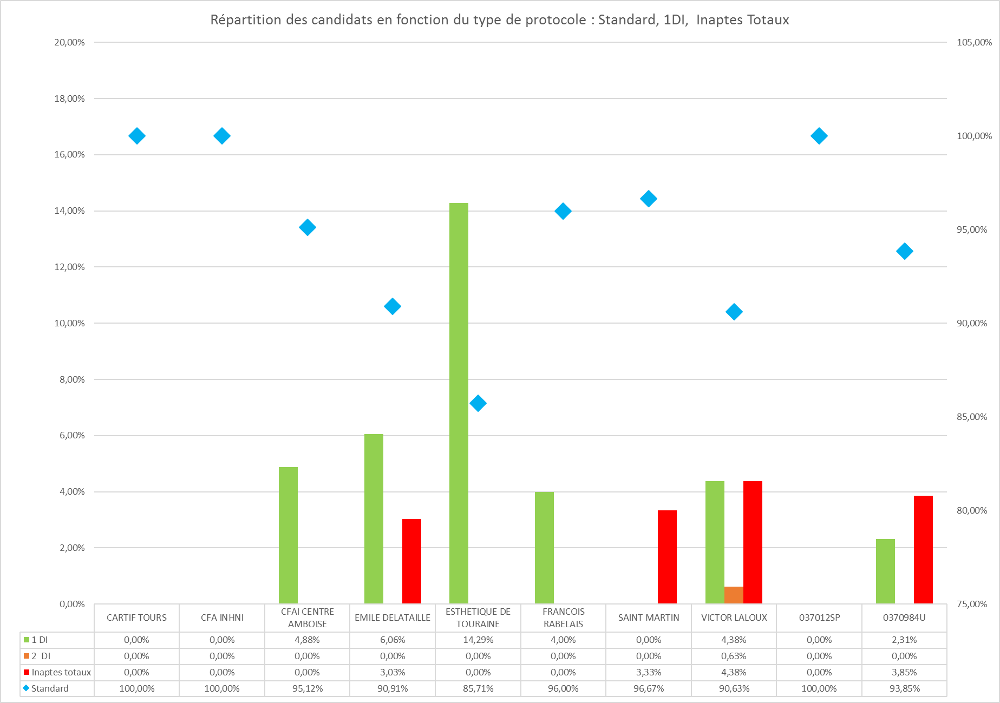 Répartition des candidats en fonction du type de protocole : Standard, 1DI,  Inaptes Totaux
20,00%
18,00%
16,00%
14,00%
12,00%
10,00%
8,00%
6,00%
4,00%
2,00%
0,00%
105,00%
100,00%
95,00%
90,00%
85,00%
80,00%
75,00%
CARTIF TOURS
CFA INHNI
CFAI CENTRE
AMBOISE
EMILE DELATAILLE
ESTHETIQUE DE
TOURAINE
FRANCOIS
RABELAIS
SAINT MARTIN
VICTOR LALOUX
037012SP
0370984U
1 DI 0,00% 0,00% 4,88% 6,06% 14,29% 4,00% 0,00% 4,38% 0,00% 2,31%
2  DI 0,00% 0,00% 0,00% 0,00% 0,00% 0,00% 0,00% 0,63% 0,00% 0,00%
Inaptes totaux 0,00% 0,00% 0,00% 3,03% 0,00% 0,00% 3,33% 4,38% 0,00% 3,85%
Standard 100,00% 100,00% 95,12% 90,91% 85,71% 96,00% 96,67% 90,63% 100,00% 93,85%